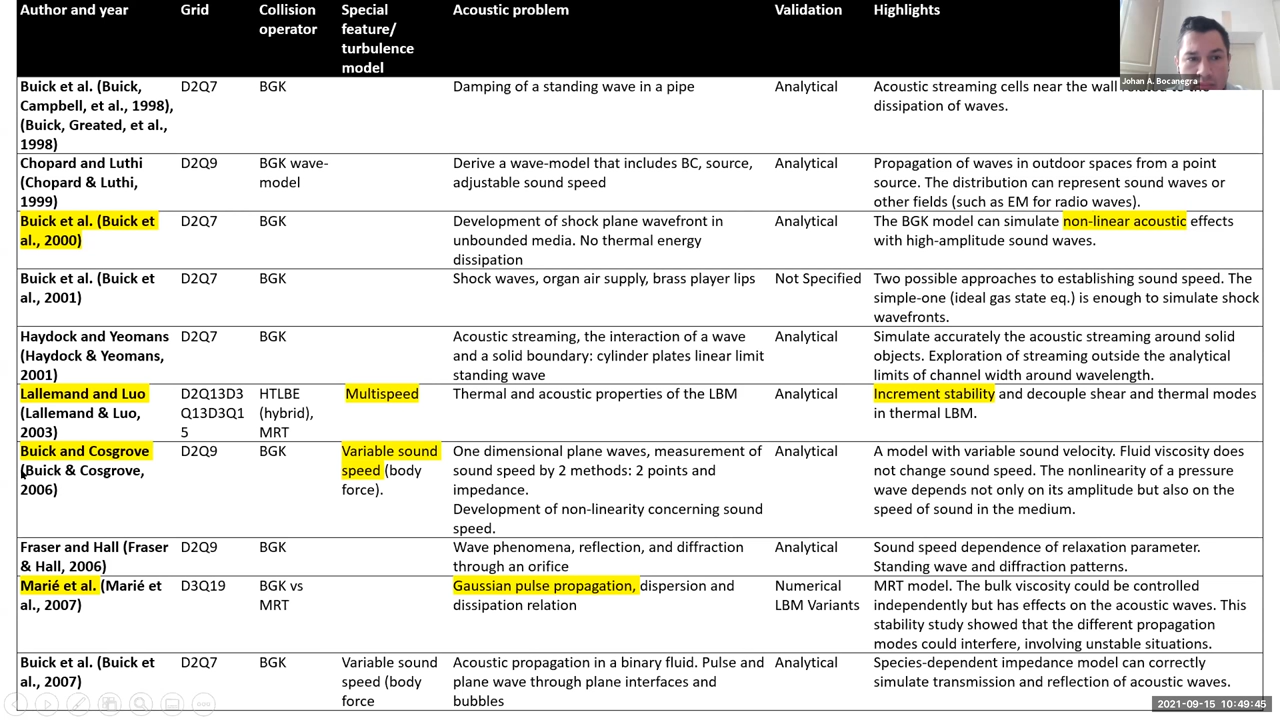 Author and year Grid Collision operator Special feature/ turbulence model Acoustic problem Validation Highlights
Johan A. Bocanegra
Buick et al. (Buick, D2Q7 BGK Damping of a standing wave in a pipe Analytical Acoustic streaming cells near the wall related to the
Campbell, et al., 1998), dissipation of waves.
(Buick, Greated, et al.,
1998)
Chopard and Luthi D2Q9 BGK wave- Derive a wave-model that includes BC, source, Analytical Propagation of waves in outdoor spaces from a point
(Chopard & Luthi, model adjustable sound speed source. The distribution can represent sound waves or
1999) other fields (such as EM for radio waves).
Buick et al. (Buick et D2Q7 BGK Development of shock plane wavefront in Analytical The BGK model can simulate non-linear acoustic effects
al., 2000) unbounded media. No thermal energy with high-amplitude sound waves.
dissipation
Buick et al. (Buick et D2Q7 BGK Shock waves, organ air supply, brass player lips Not Specified Two possible approaches to establishing sound speed. The
al., 2001) simple-one (ideal gas state eq.) is enough to simulate shock
wavefronts.
Haydock and Yeomans D2Q7 BGK Acoustic streaming, the interaction of a wave Analytical Simulate accurately the acoustic streaming around solid
(Haydock & Yeomans, and a solid boundary: cylinder plates linear limit objects. Exploration of streaming outside the analytical
2001) standing wave limits of channel width around wavelength.
Lallemand and Luo D2Q13D3 HTLBE Multispeed Thermal and acoustic properties of the LBM Analytical Increment stability and decouple shear and thermal modes
(Lallemand & Luo, Q13D3Q1 (hybrid), in thermal LBM.
2003) 5 MRT
Buick and Cosgrove D2Q9 BGK Variable sound One dimensional plane waves, measurement of Analytical A model with variable sound velocity. Fluid viscosity does
(Buick & Cosgrove, speed (body sound speed by 2 methods: 2 points and not change sound speed. The nonlinearity of a pressure
2006) force). impedance. wave depends not only on its amplitude but also on the
Development of non-linearity concerning sound speed of sound in the medium.
speed.
Fraser and Hall (Fraser D2Q9 BGK Wave phenomena, reflection, and diffraction Analytical Sound speed dependence of relaxation parameter.
& Hall, 2006) through an orifice Standing wave and diffraction patterns.
Marié et al. (Marié et D3Q19 BGK vs Gaussian pulse propagation, dispersion and Numerical MRT model. The bulk viscosity could be controlled
al., 2007) MRT dissipation relation LBM Variants independently but has effects on the acoustic waves. This
stability study showed that the different propagation
modes could interfere, involving unstable situations.
Buick et al. (Buick et D2Q7 BGK Variable sound Acoustic propagation in a binary fluid. Pulse and Analytical Species-dependent impedance model can correctly
al., 2007) speed (body plane wave through plane interfaces and simulate transmission and reflection of acoustic waves.
force bubbles
2021-09-15 10:49:45